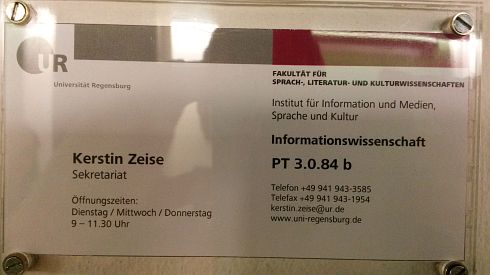 UR
Universität Regensburg
Kerstin Zeise
Sekretariat
Öffnungszeiten:
Dienstag / Mittwoch / Donnerstag
9 – 11.30 Uhr
FAKULTÄT FÜR
SPRACH-, LITERATUR- UND KULTURWISSENSCHAFTEN
Institut für Information und Medien,
Sprache und Kultur
Informationswissenschaft
PT 3.0.84 b
Telefon +49 941 943-3585
Telefax +49 941 943-1954
kerstin.zeise@ur.de
www.uni-regensburg.de